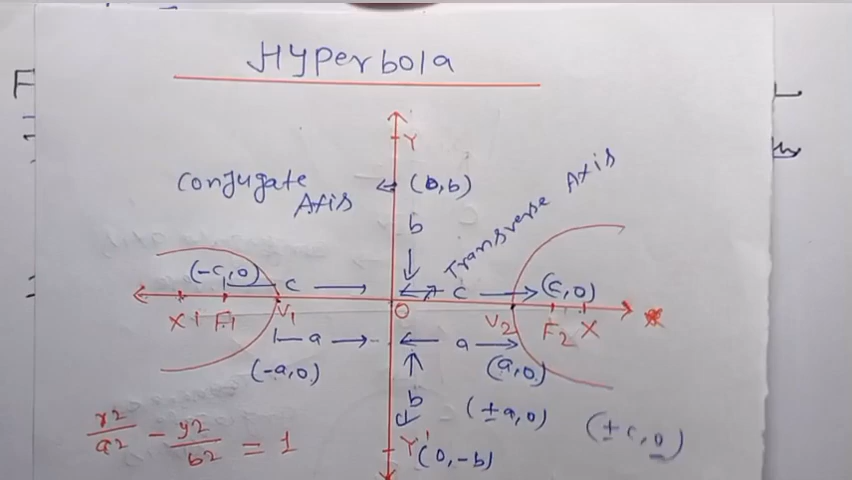 Hyperbola
Y
Conjugate Axis
(0,b)
Transverse Axis
b
(-c,0)
c
c
(c,0)
X'
F1
V1
O
V2
F2
X
a
a
(-a,0)
(a,0)
b
(±a,0)
(±c,0)
x²/a² - y²/b² = 1
Y'
(0,-b)